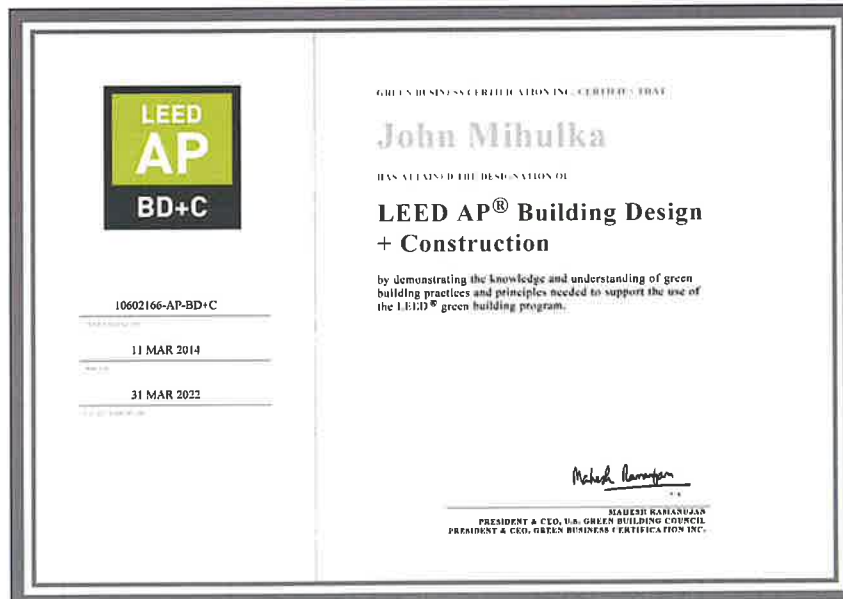 LEED
AP
BD+C
10602166-AP-BD+C
11 MAR 2014
31 MAR 2022
GREEN BUSINESS CERTIFICATION INC. CERTIFIES THAT
John Mihulka
HAS ATTAINED THE DESIGNATION OF
LEED AP® Building Design
+ Construction
by demonstrating the knowledge and understanding of green
building practices and principles needed to support the use of
the LEED® green building program.
Mahesh Ramanujan
MAHESH RAMANUJAN
PRESIDENT & CEO, U.S. GREEN BUILDING COUNCIL
PRESIDENT & CEO, GREEN BUSINESS CERTIFICATION INC.